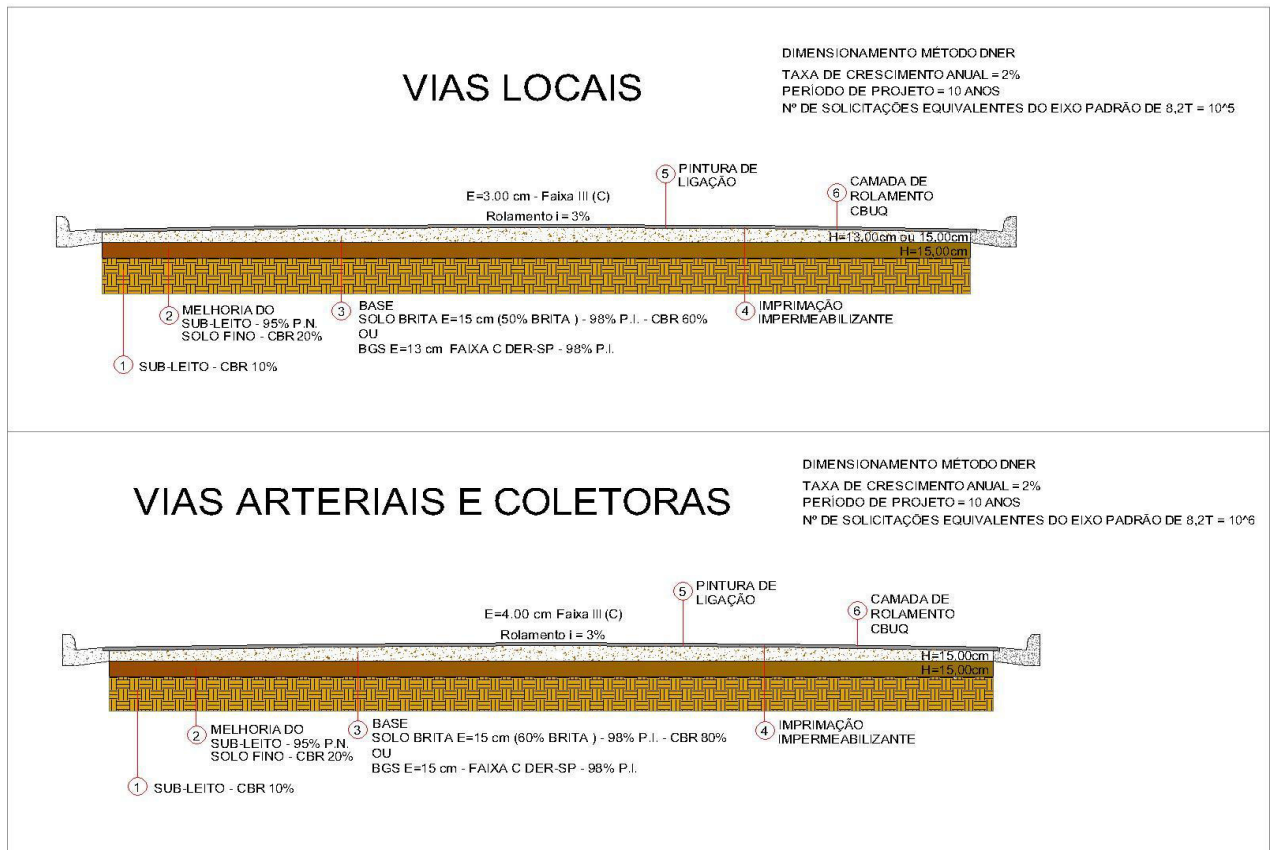 VIAS LOCAIS
DIMENSIONAMENTO MÉTODO DNER
TAXA DE CRESCIMENTO ANUAL = 2%
PERÍODO DE PROJETO = 10 ANOS
Nº DE SOLICITAÇÕES EQUIVALENTES DO EIXO PADRÃO DE 8,2T = 10^5
E=3.00 cm - Faixa III (C)
Rolamento i = 3%
5 PINTURA DE
LIGAÇÃO
6 CAMADA DE
ROLAMENTO
CBUQ
H=13,00cm ou 15,00cm
H=15,00cm
2 MELHORIA DO
SUB-LEITO - 95% P.N.
SOLO FINO - CBR 20%
3 BASE
SOLO BRITA E=15 cm (50% BRITA ) - 98% P.I. - CBR 60%
OU
BGS E=13 cm FAIXA C DER-SP - 98% P.I.
4 IMPRIMAÇÃO
IMPERMEABILIZANTE
1 SUB-LEITO - CBR 10%
VIAS ARTERIAIS E COLETORAS
DIMENSIONAMENTO MÉTODO DNER
TAXA DE CRESCIMENTO ANUAL = 2%
PERÍODO DE PROJETO = 10 ANOS
Nº DE SOLICITAÇÕES EQUIVALENTES DO EIXO PADRÃO DE 8,2T = 10^6
E=4.00 cm Faixa III (C)
Rolamento i = 3%
5 PINTURA DE
LIGAÇÃO
6 CAMADA DE
ROLAMENTO
CBUQ
H=15,00cm
H=15,00cm
2 MELHORIA DO
SUB-LEITO - 95% P.N.
SOLO FINO - CBR 20%
3 BASE
SOLO BRITA E=15 cm (60% BRITA ) - 98% P.I. - CBR 80%
OU
BGS E=15 cm - FAIXA C DER-SP - 98% P.I.
4 IMPRIMAÇÃO
IMPERMEABILIZANTE
1 SUB-LEITO - CBR 10%